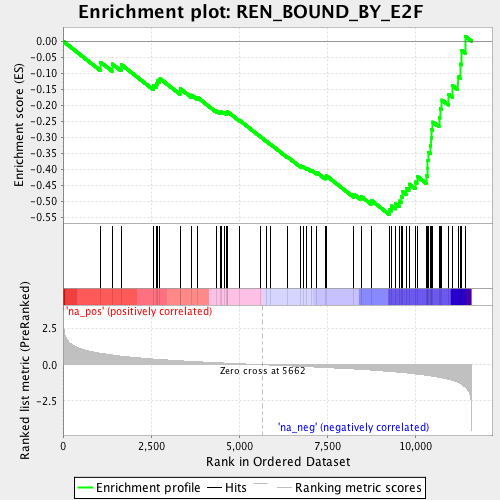 Enrichment plot: REN_BOUND_BY_E2F
Enrichment score (ES)
0.00
-0.05
-0.10
-0.15
-0.20
-0.25
-0.30
-0.35
-0.40
-0.45
-0.50
-0.55
Ranked list metric (PreRanked)
'na_pos' (positively correlated)
2.5
0.0
-2.5
Zero cross at 5662
'na_neg' (negatively correlated)
0 2,500 5,000 7,500 10,000
Rank in Ordered Dataset
Enrichment profile Hits Ranking metric scores